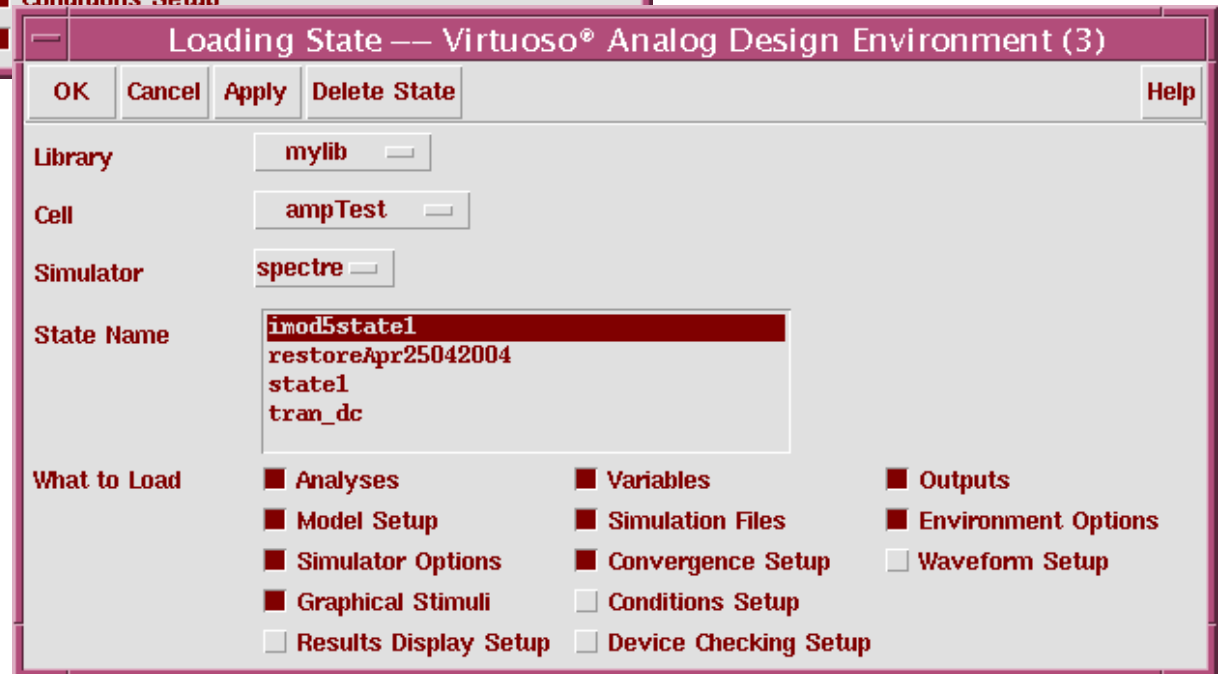 Conditions Setup
Loading State -- Virtuoso® Analog Design Environment (3)
OK Cancel Apply Delete State Help
Library mylib
Cell ampTest
Simulator spectre
State Name imod5state1
restoreApr25042004
state1
tran_dc
What to Load Analyses Variables Outputs
Model Setup Simulation Files Environment Options
Simulator Options Convergence Setup Waveform Setup
Graphical Stimuli Conditions Setup
Results Display Setup Device Checking Setup